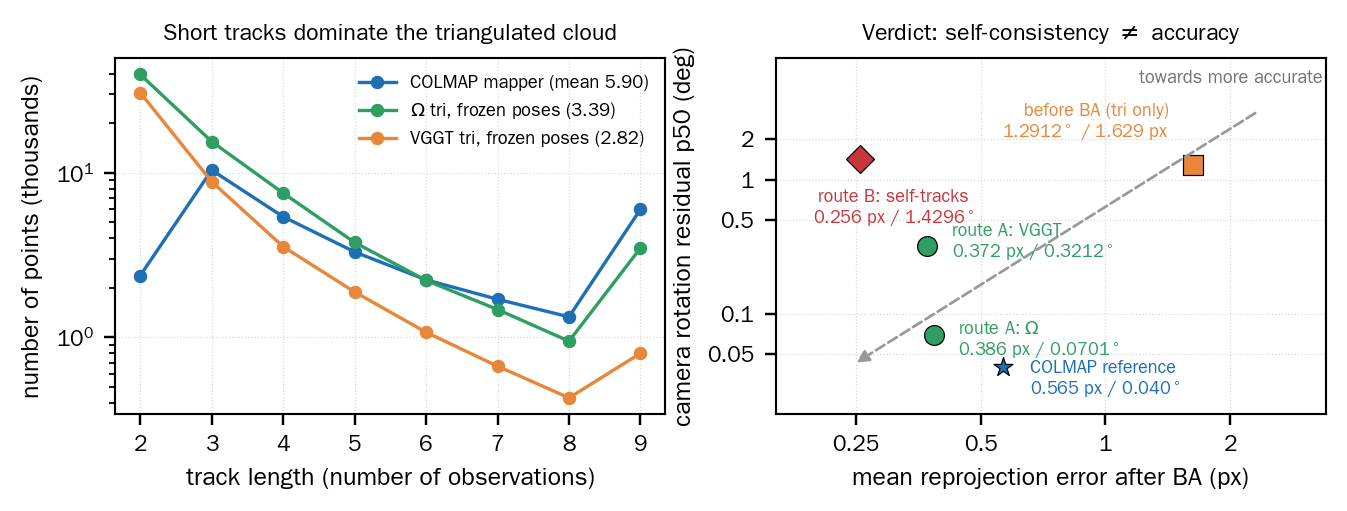 Short tracks dominate the triangulated cloud
number of points (thousands)
10¹
10⁰
COLMAP mapper (mean 5.90)
Ω tri, frozen poses (3.39)
VGGT tri, frozen poses (2.82)
2 3 4 5 6 7 8 9
track length (number of observations)
Verdict: self-consistency ≠ accuracy
camera rotation residual p50 (deg)
2
1
0.5
0.1
0.05
towards more accurate
before BA (tri only)
1.2912° / 1.629 px
route B: self-tracks
0.256 px / 1.4296°
route A: VGGT
0.372 px / 0.3212°
route A: Ω
0.386 px / 0.0701°
COLMAP reference
0.565 px / 0.040°
0.25 0.5 1 2
mean reprojection error after BA (px)